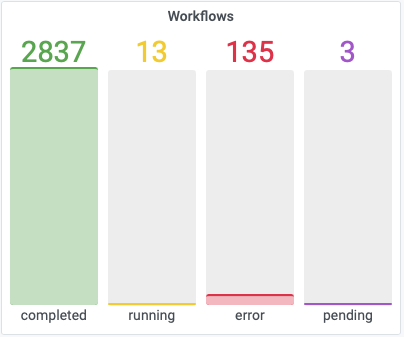 Workflows
2837 13 135 3
completed running error pending